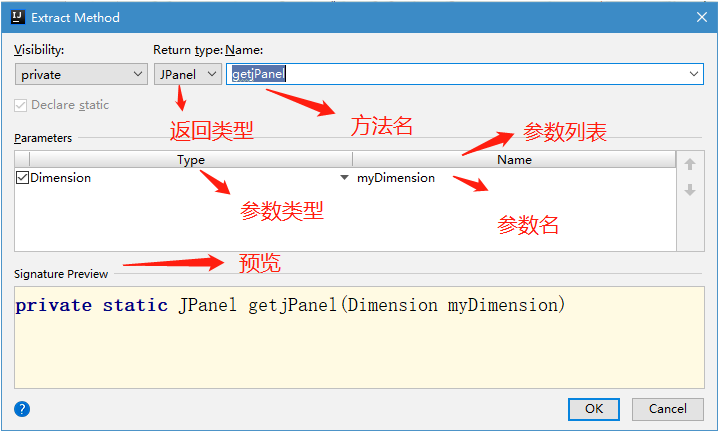 IJ Extract Method
Visibility: Return type: Name:
private JPanel getjPanel
Declare static
返回类型 方法名 参数列表
Parameters
Type Name
Dimension myDimension
参数类型 参数名
预览
Signature Preview
private static JPanel getjPanel(Dimension myDimension)
? OK Cancel